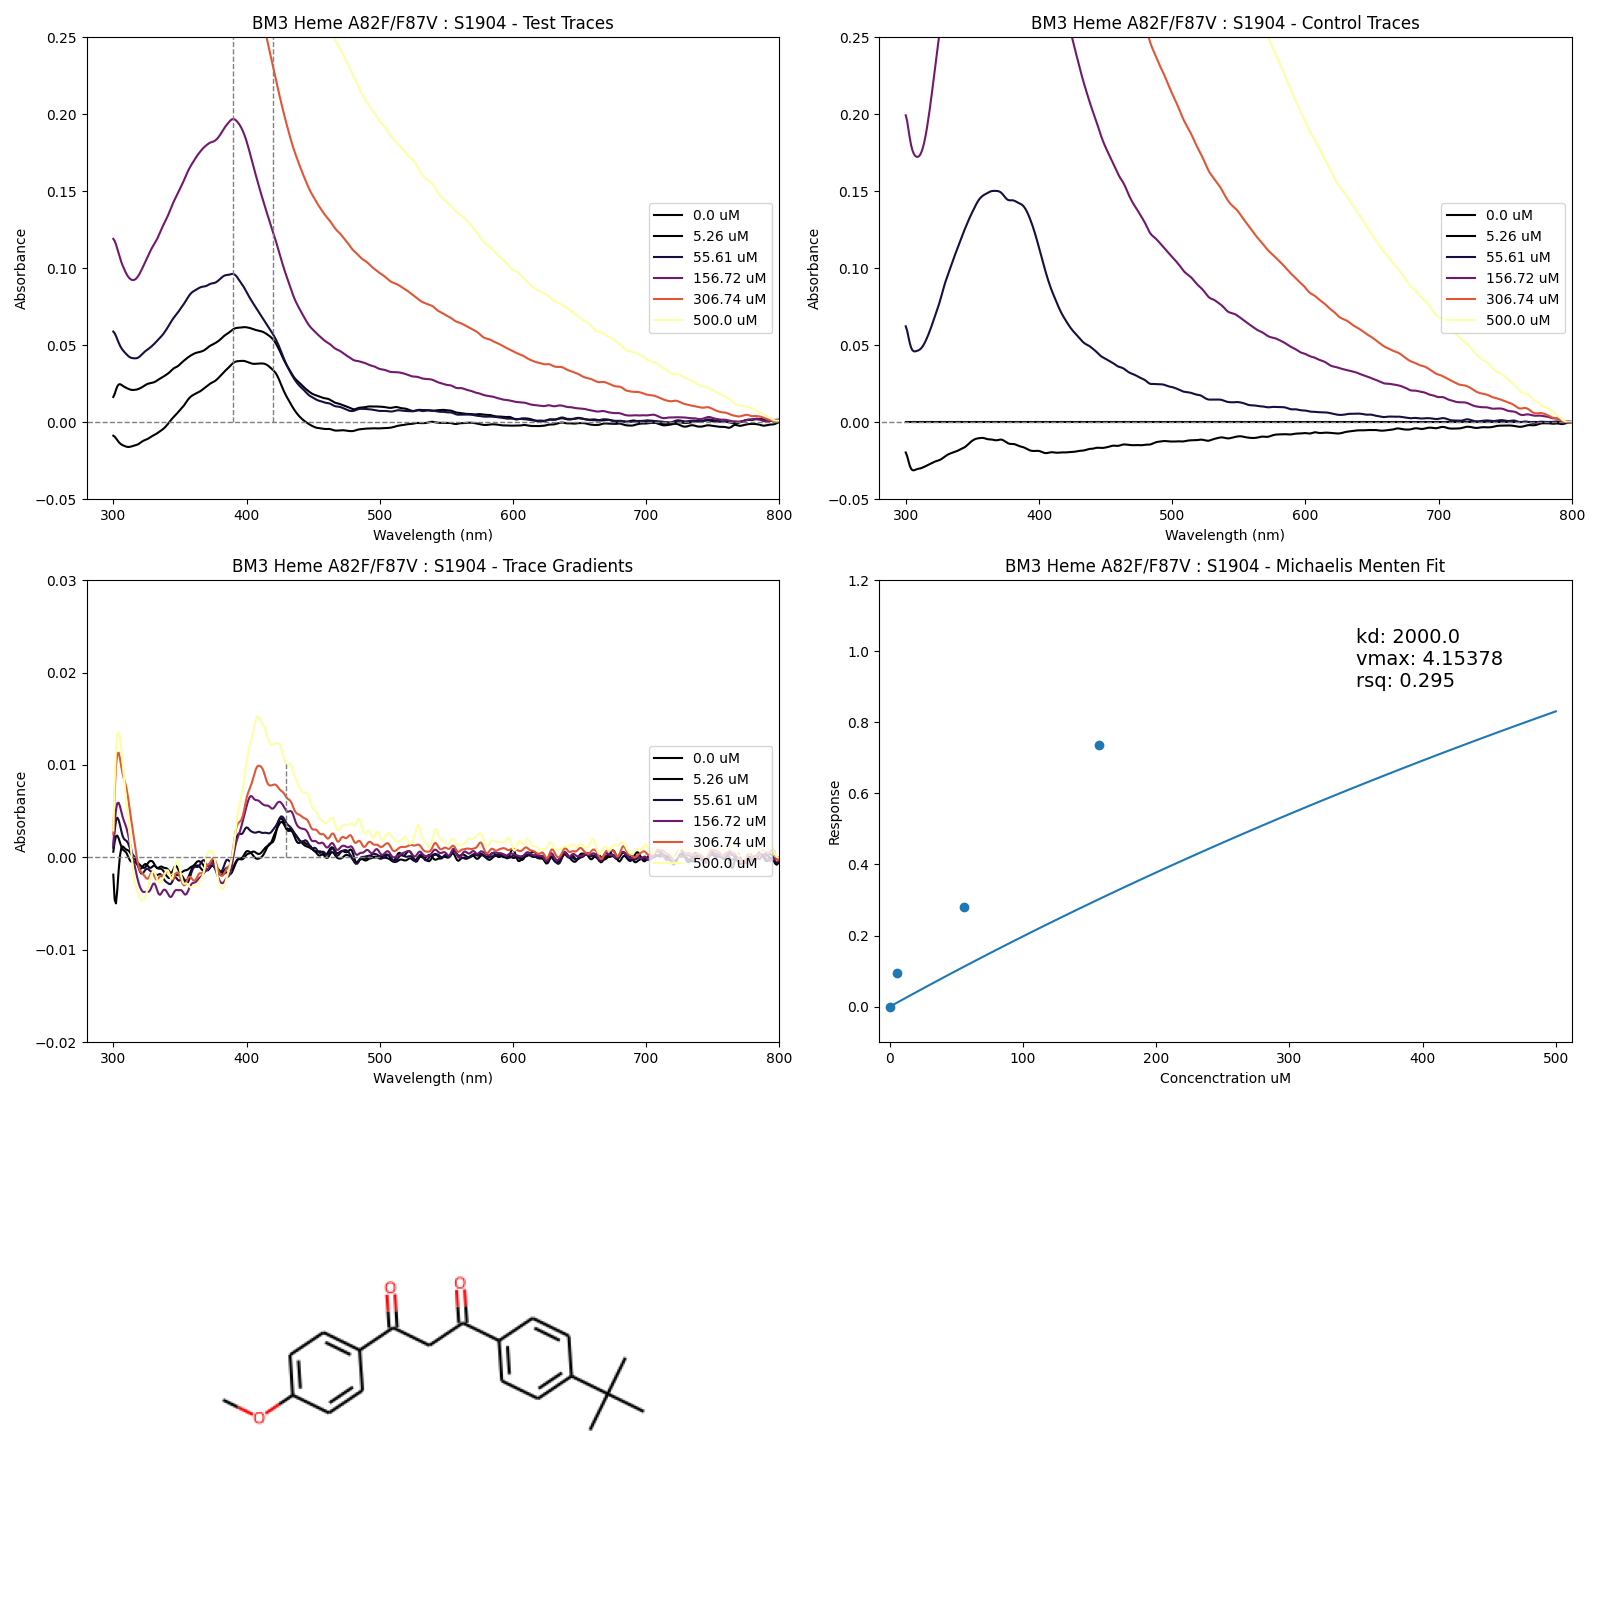 BM3 Heme A82F/F87V : S1904 - Test Traces
Absorbance
0.25
0.20
0.15
0.10
0.05
0.00
−0.05
300 400 500 600 700 800
Wavelength (nm)
0.0 uM
5.26 uM
55.61 uM
156.72 uM
306.74 uM
500.0 uM
BM3 Heme A82F/F87V : S1904 - Control Traces
Absorbance
0.25
0.20
0.15
0.10
0.05
0.00
−0.05
300 400 500 600 700 800
Wavelength (nm)
0.0 uM
5.26 uM
55.61 uM
156.72 uM
306.74 uM
500.0 uM
BM3 Heme A82F/F87V : S1904 - Trace Gradients
Absorbance
0.03
0.02
0.01
0.00
−0.01
−0.02
300 400 500 600 700 800
Wavelength (nm)
0.0 uM
5.26 uM
55.61 uM
156.72 uM
306.74 uM
500.0 uM
BM3 Heme A82F/F87V : S1904 - Michaelis Menten Fit
Response
1.2
1.0
0.8
0.6
0.4
0.2
0.0
0 100 200 300 400 500
Concenctration uM
kd: 2000.0
vmax: 4.15378
rsq: 0.295
O O
O